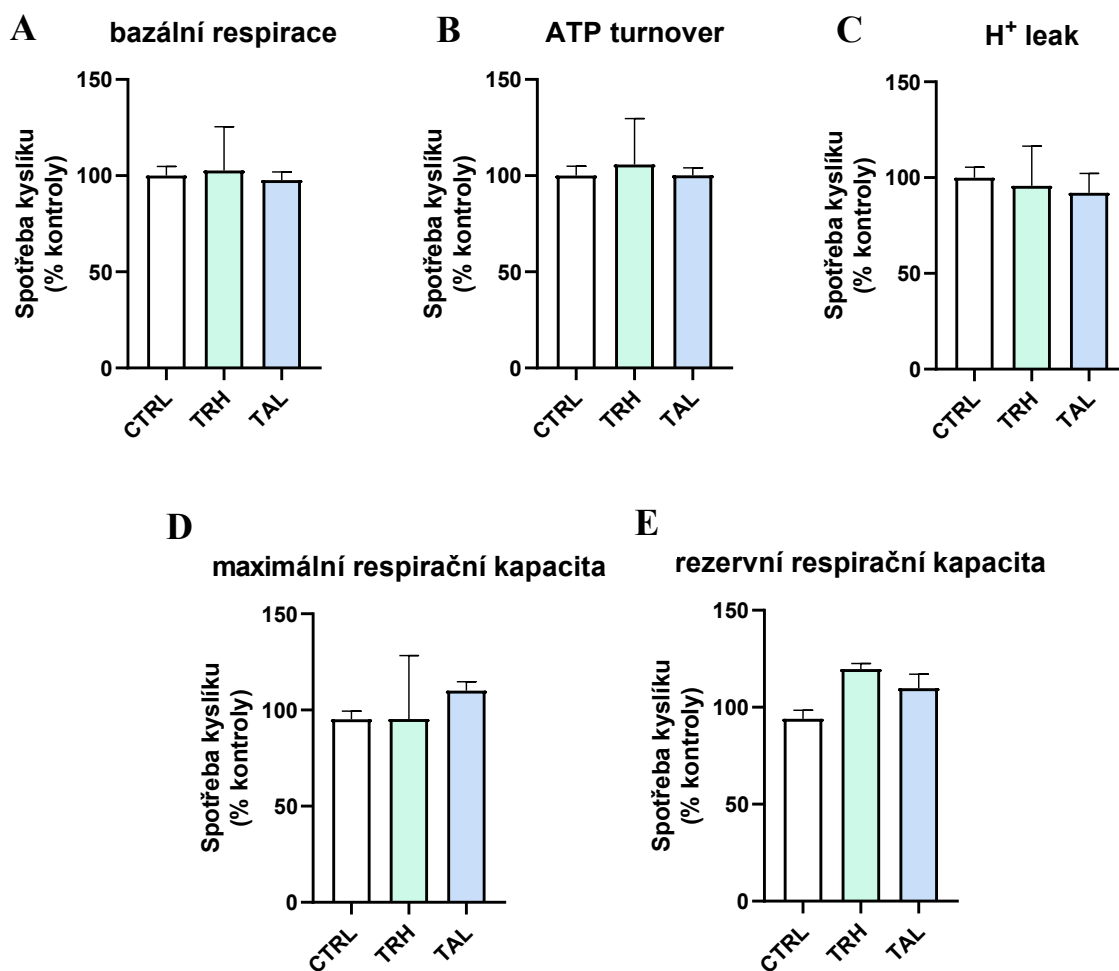 A
bazální respirace
Spotřeba kyslíku
(% kontroly)
150
100
50
0
CTRL
TRH
TAL
B
ATP turnover
Spotřeba kyslíku
(% kontroly)
150
100
50
0
CTRL
TRH
TAL
C
H⁺ leak
Spotřeba kyslíku
(% kontroly)
150
100
50
0
CTRL
TRH
TAL
D
maximální respirační kapacita
Spotřeba kyslíku
(% kontroly)
150
100
50
0
CTRL
TRH
TAL
E
rezervní respirační kapacita
Spotřeba kyslíku
(% kontroly)
150
100
50
0
CTRL
TRH
TAL